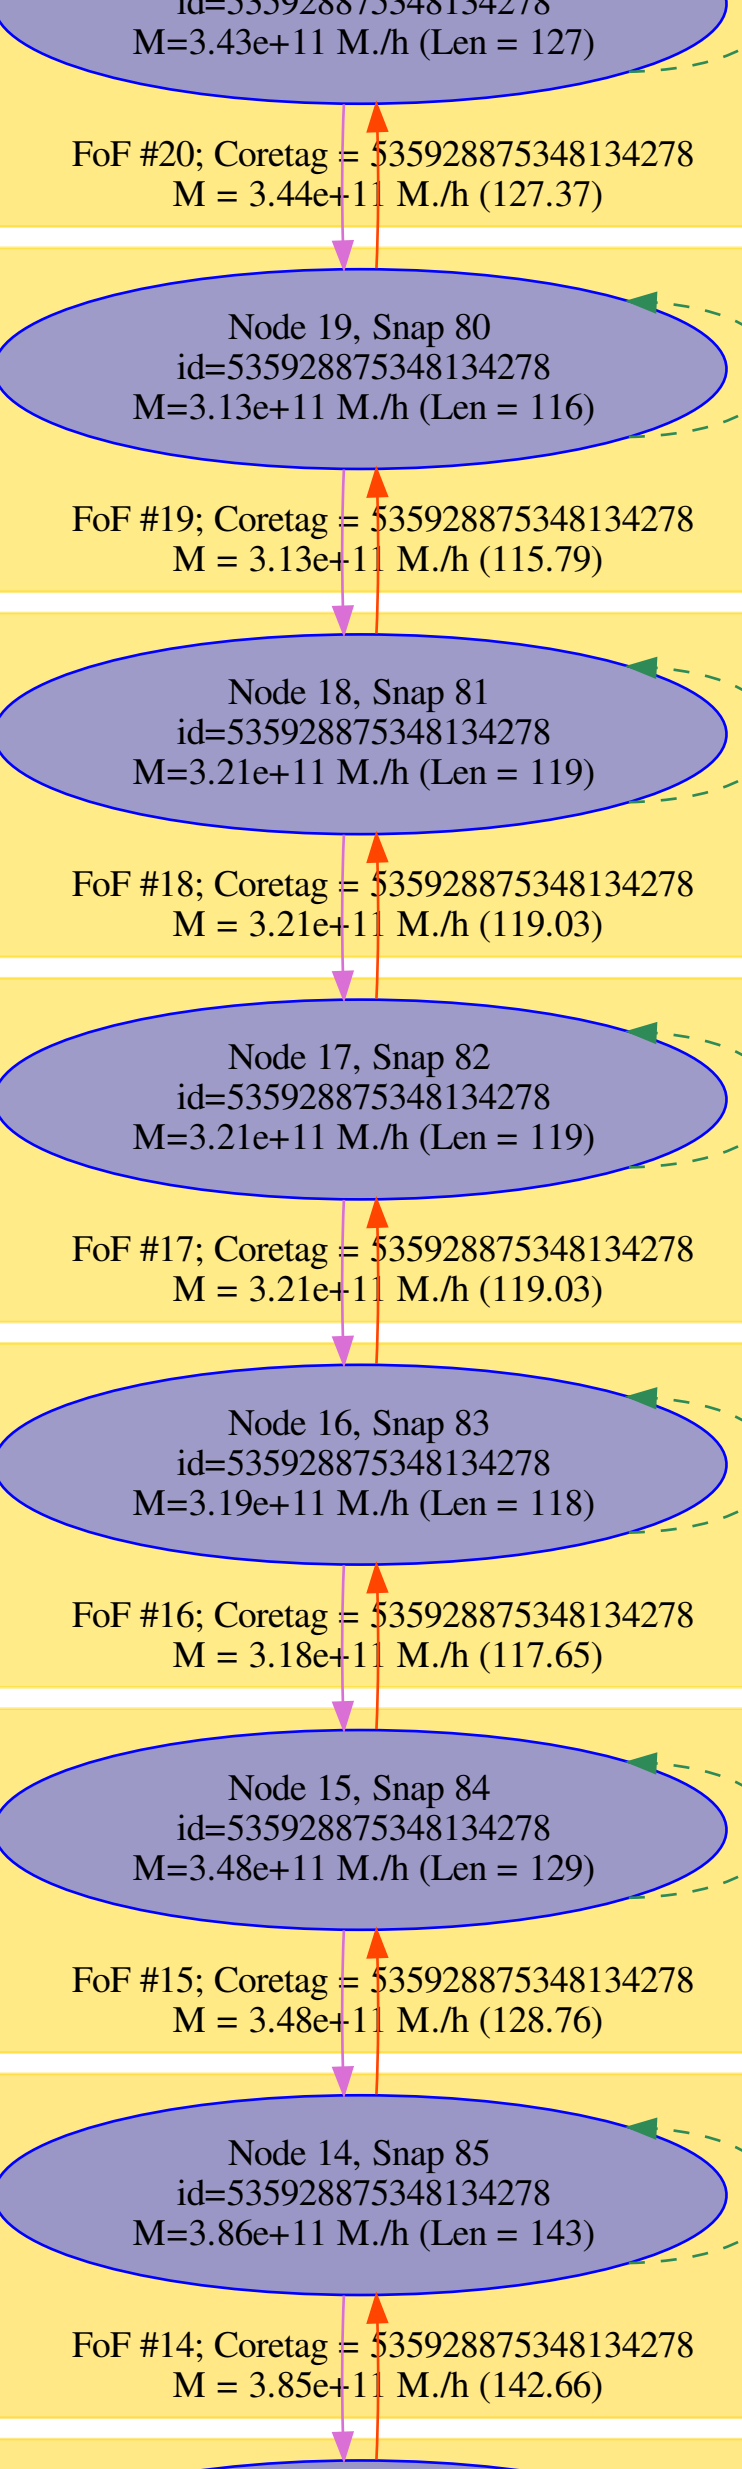 id=535928875348134278
M=3.43e+11 M./h (Len = 127)
FoF #20; Coretag = 535928875348134278
M = 3.44e+11 M./h (127.37)
Node 19, Snap 80
id=535928875348134278
M=3.13e+11 M./h (Len = 116)
FoF #19; Coretag = 535928875348134278
M = 3.13e+11 M./h (115.79)
Node 18, Snap 81
id=535928875348134278
M=3.21e+11 M./h (Len = 119)
FoF #18; Coretag = 535928875348134278
M = 3.21e+11 M./h (119.03)
Node 17, Snap 82
id=535928875348134278
M=3.21e+11 M./h (Len = 119)
FoF #17; Coretag = 535928875348134278
M = 3.21e+11 M./h (119.03)
Node 16, Snap 83
id=535928875348134278
M=3.19e+11 M./h (Len = 118)
FoF #16; Coretag = 535928875348134278
M = 3.18e+11 M./h (117.65)
Node 15, Snap 84
id=535928875348134278
M=3.48e+11 M./h (Len = 129)
FoF #15; Coretag = 535928875348134278
M = 3.48e+11 M./h (128.76)
Node 14, Snap 85
id=535928875348134278
M=3.86e+11 M./h (Len = 143)
FoF #14; Coretag = 535928875348134278
M = 3.85e+11 M./h (142.66)